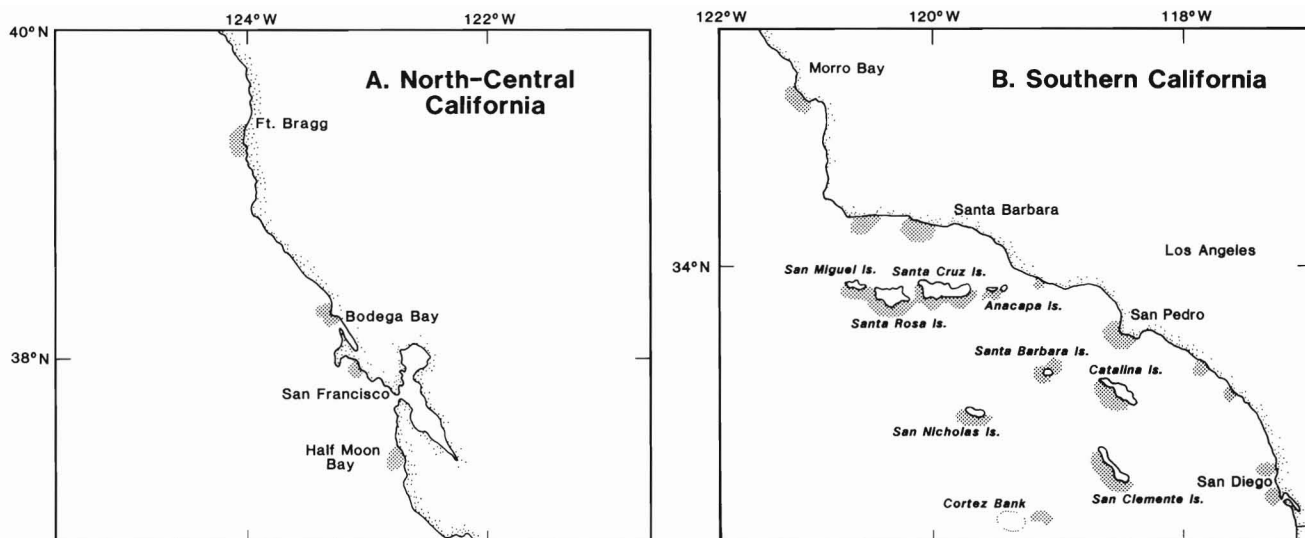 124°W
122°W
40°N
A. North-Central
California
Ft. Bragg
Bodega Bay
38°N
San Francisco
Half Moon
Bay
122°W
120°W
118°W
Morro Bay
B. Southern California
Santa Barbara
Los Angeles
34°N
San Miguel Is.
Santa Cruz Is.
Anacapa Is.
Santa Rosa Is.
San Pedro
Santa Barbara Is.
Catalina Is.
San Nicholas Is.
San Diego
San Clemente Is.
Cortez Bank